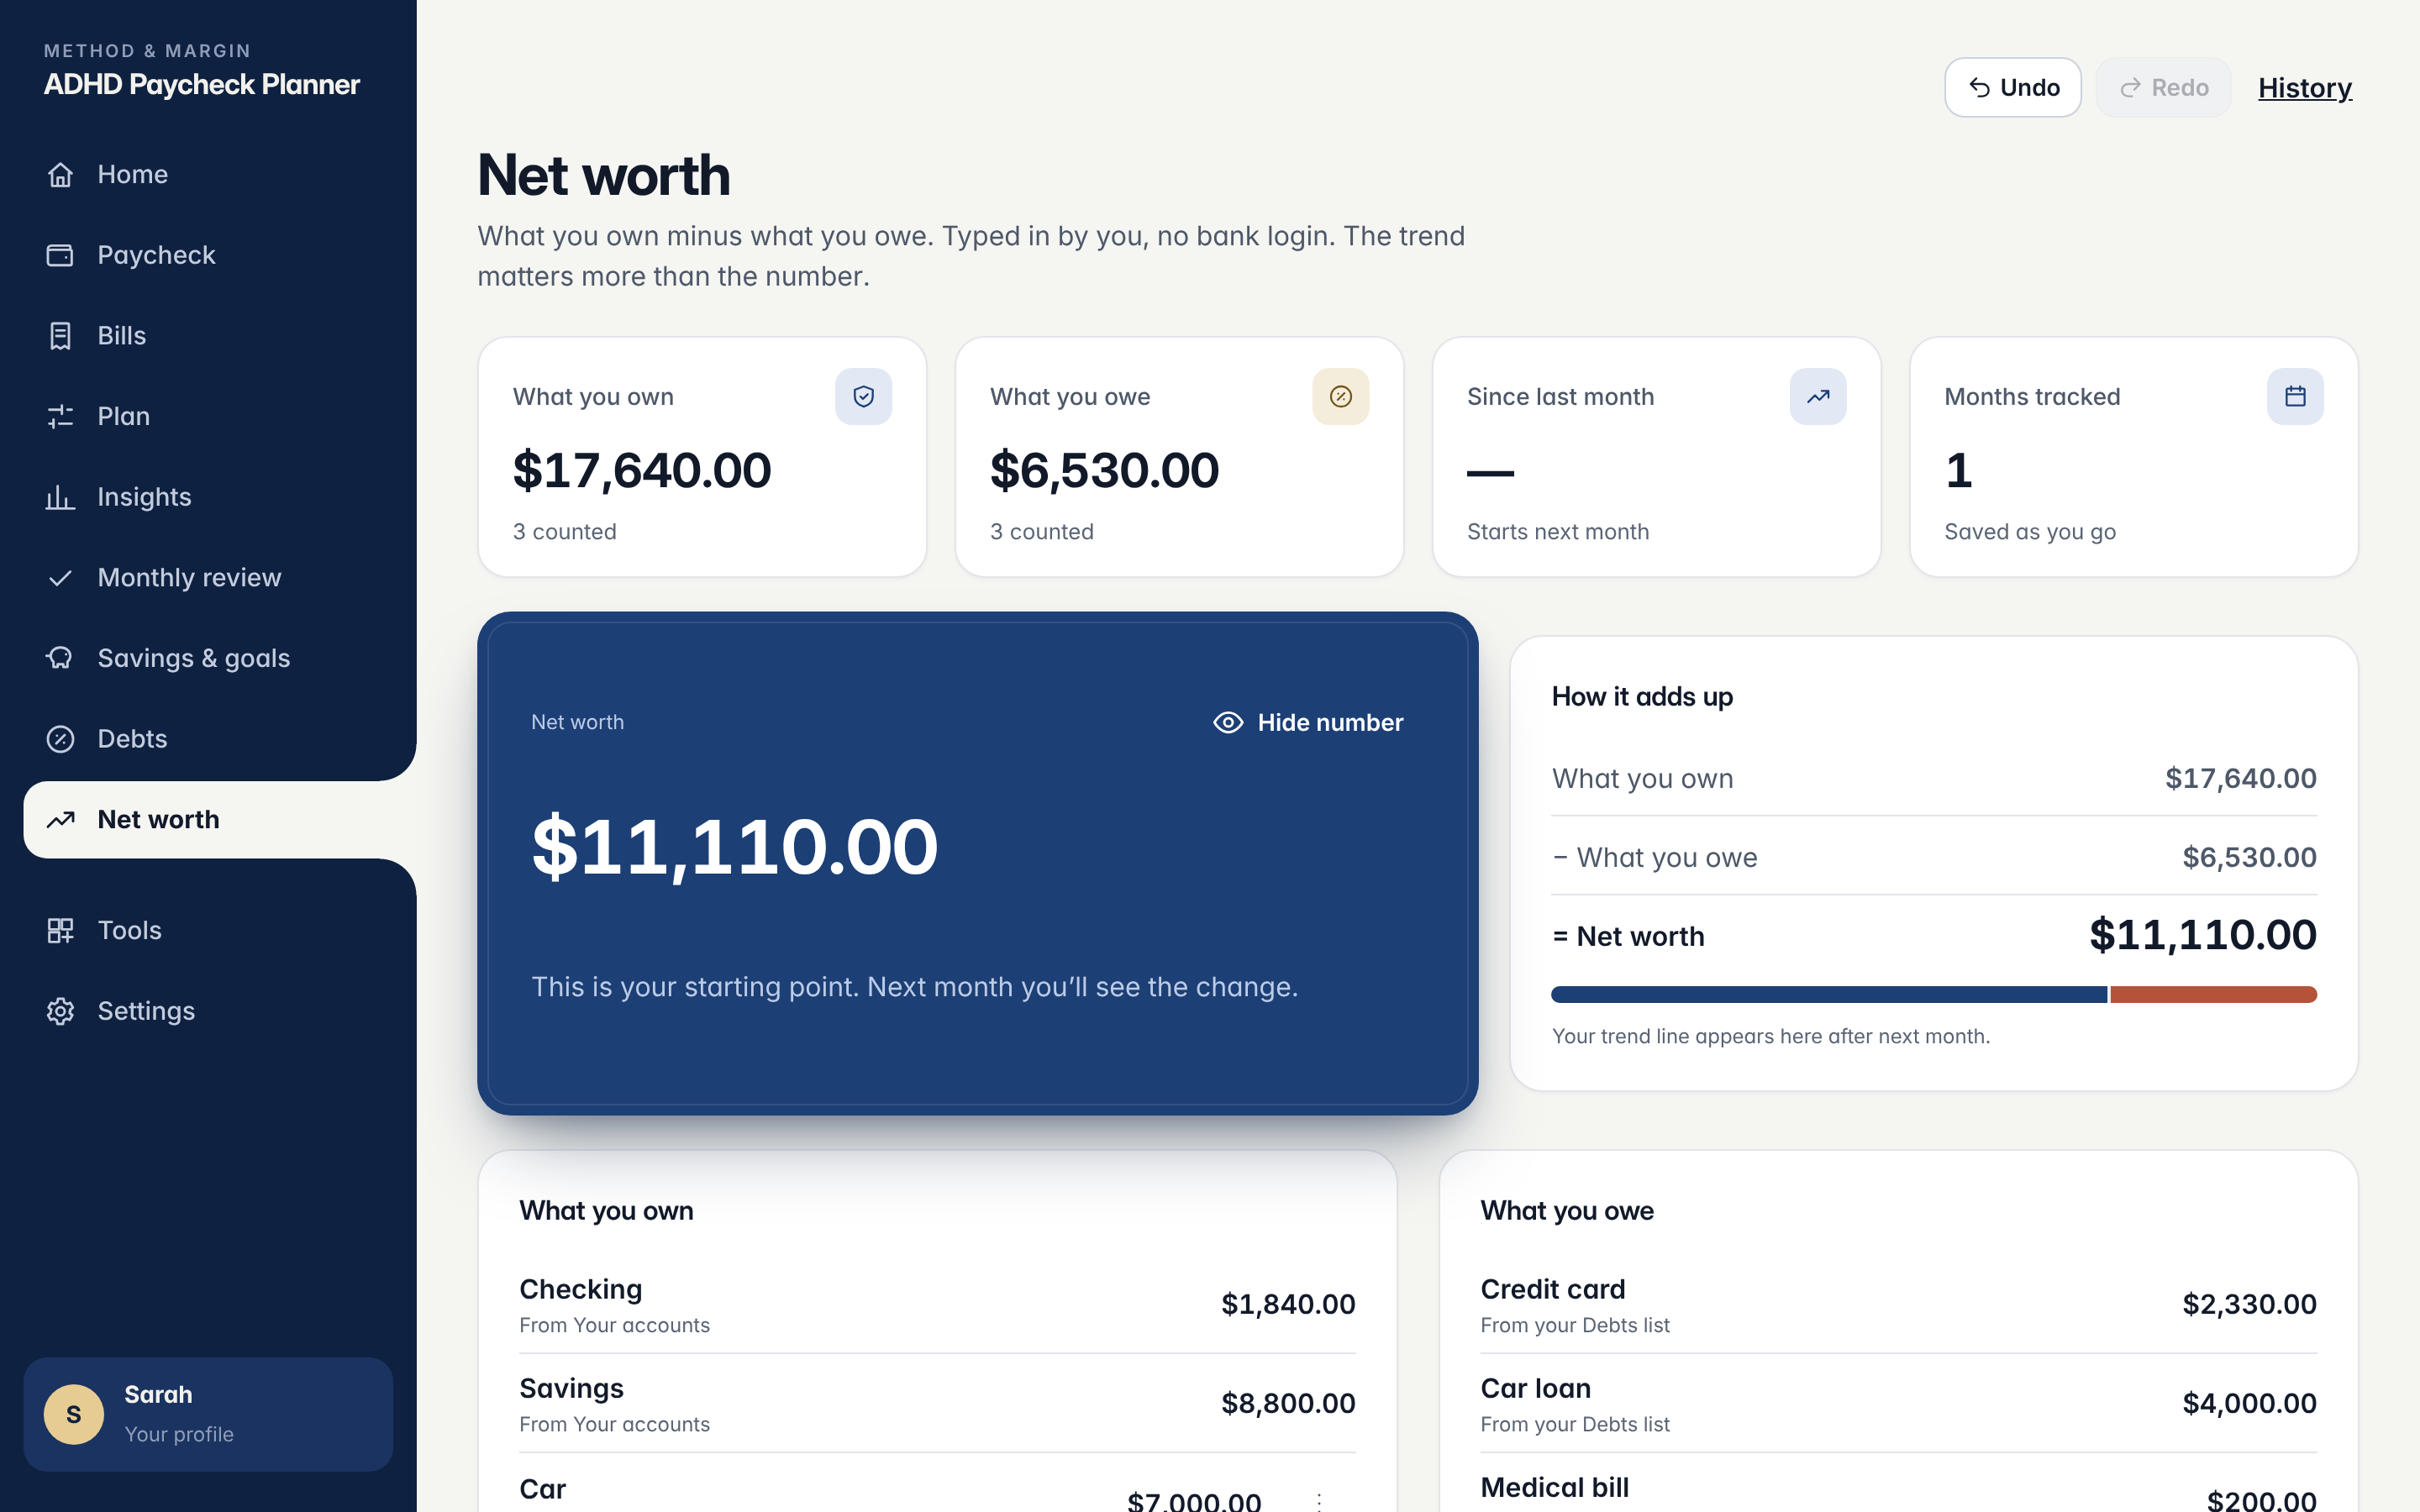 METHOD & MARGIN
ADHD Paycheck Planner
Home
Paycheck
Bills
Plan
Insights
Monthly review
Savings & goals
Debts
Net worth
Tools
Settings
S
Sarah
Your profile
Undo
Redo
History
Net worth
What you own minus what you owe. Typed in by you, no bank login. The trend
matters more than the number.
What you own
$17,640.00
3 counted
What you owe
$6,530.00
3 counted
Since last month
—
Starts next month
Months tracked
1
Saved as you go
Net worth
Hide number
$11,110.00
This is your starting point. Next month you’ll see the change.
How it adds up
What you own $17,640.00
− What you owe $6,530.00
= Net worth $11,110.00
Your trend line appears here after next month.
What you own
Checking
From Your accounts
$1,840.00
Savings
From Your accounts
$8,800.00
Car
$7,000.00
What you owe
Credit card
From your Debts list
$2,330.00
Car loan
From your Debts list
$4,000.00
Medical bill
$200.00